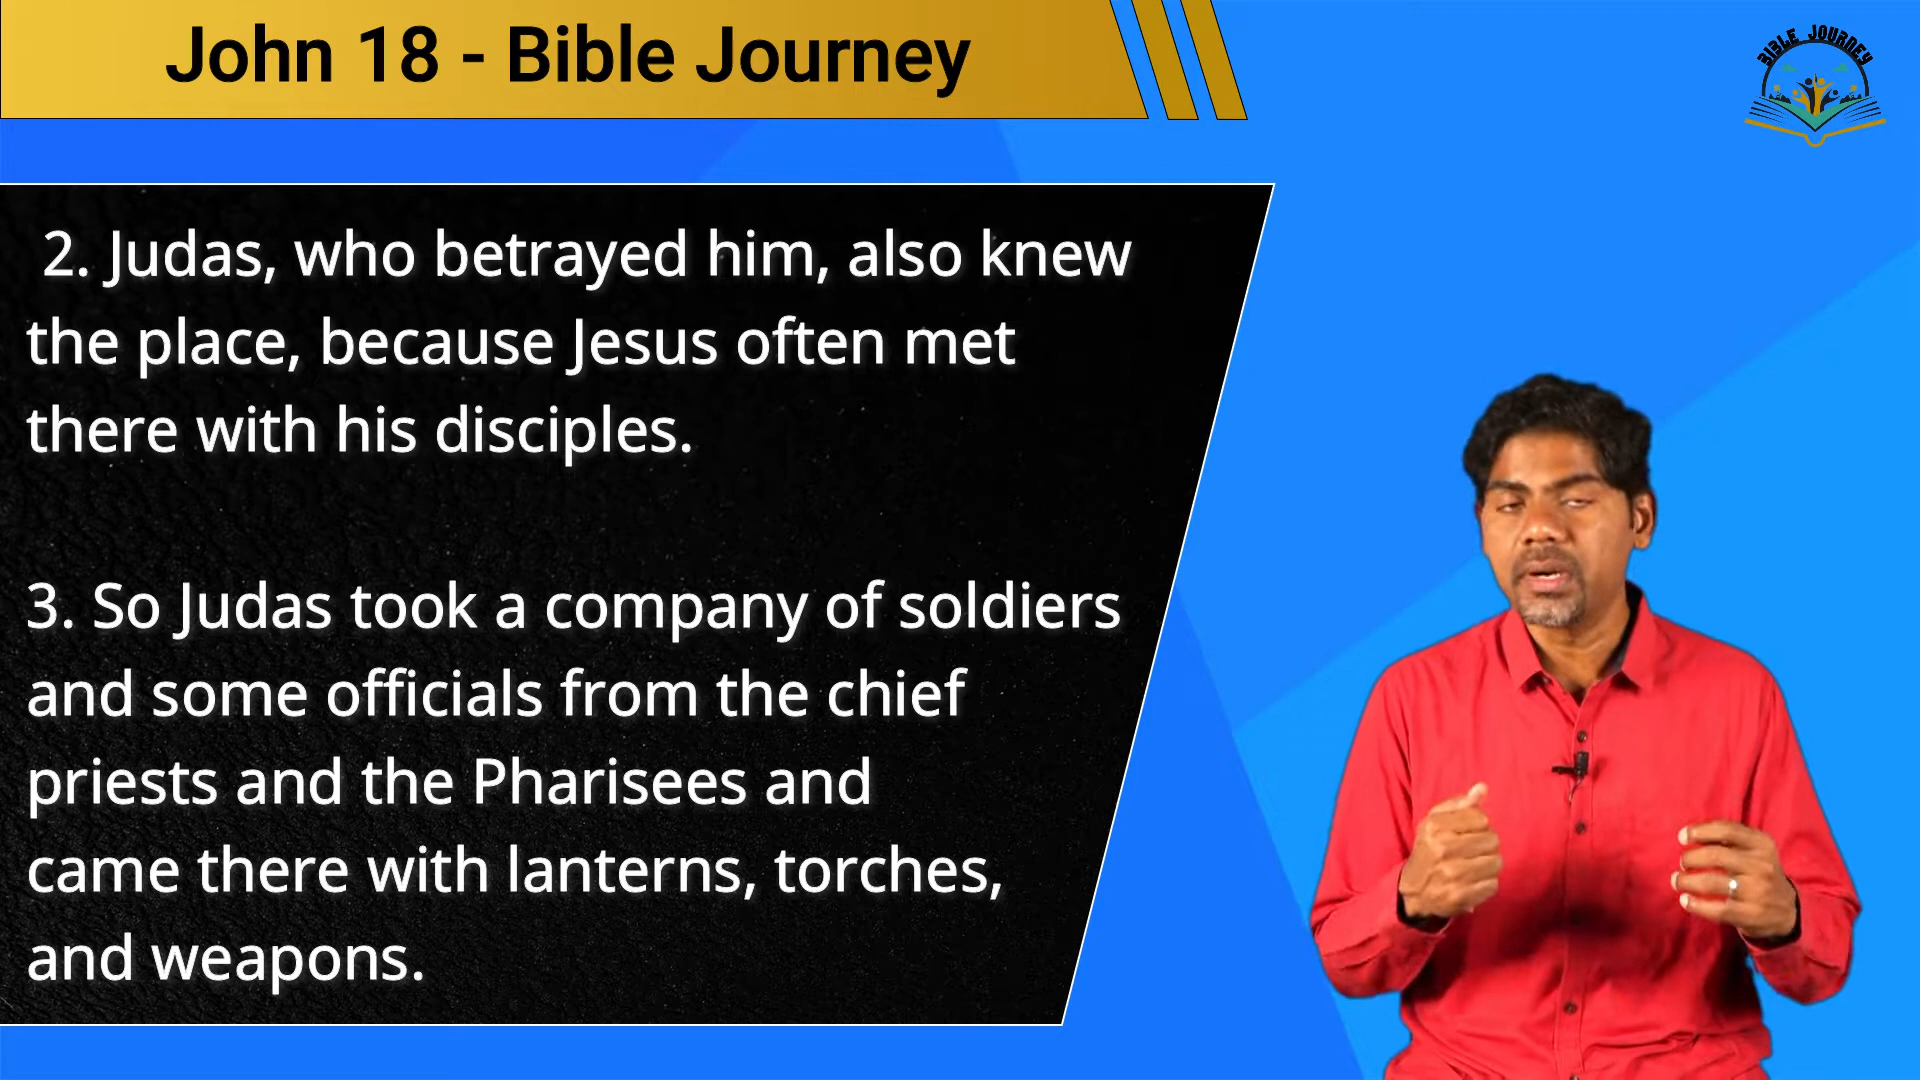 John 18 - Bible Journey
BIBLE JOURNEY
2. Judas, who betrayed him, also knew
the place, because Jesus often met
there with his disciples.
3. So Judas took a company of soldiers
and some officials from the chief
priests and the Pharisees and
came there with lanterns, torches,
and weapons.